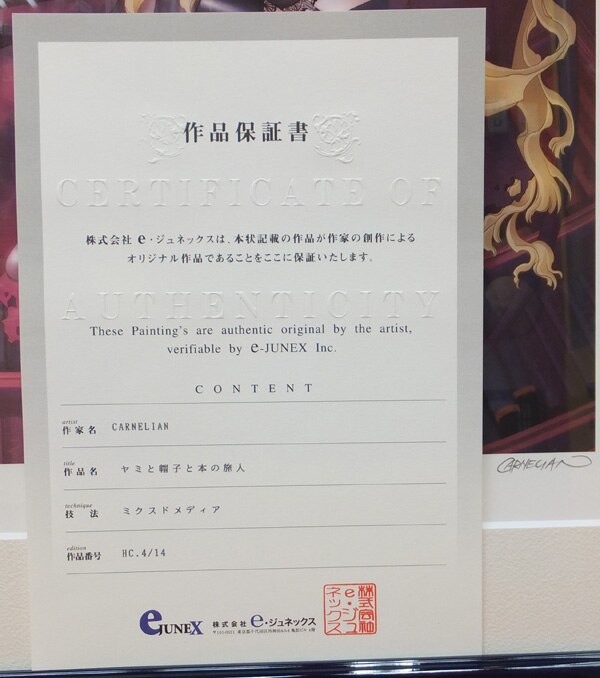 作品保証書
CERTIFICATE OF
株式会社 e・ジュネックスは、本状記載の作品が作家の創作による
オリジナル作品であることをここに保証いたします。
AUTHENTICITY
These Painting's are authentic original by the artist,
verifiable by e-JUNEX Inc.
CONTENT
artist
作家名 CARNELIAN
title
作品名 ヤミと帽子と本の旅人
technique
技法 ミクスドメディア
edition
作品番号 HC.4/14
eJUNEX 株式会社 e・ジュネックス
株式会社
e・ジュ
ネックス
CARNELIAN